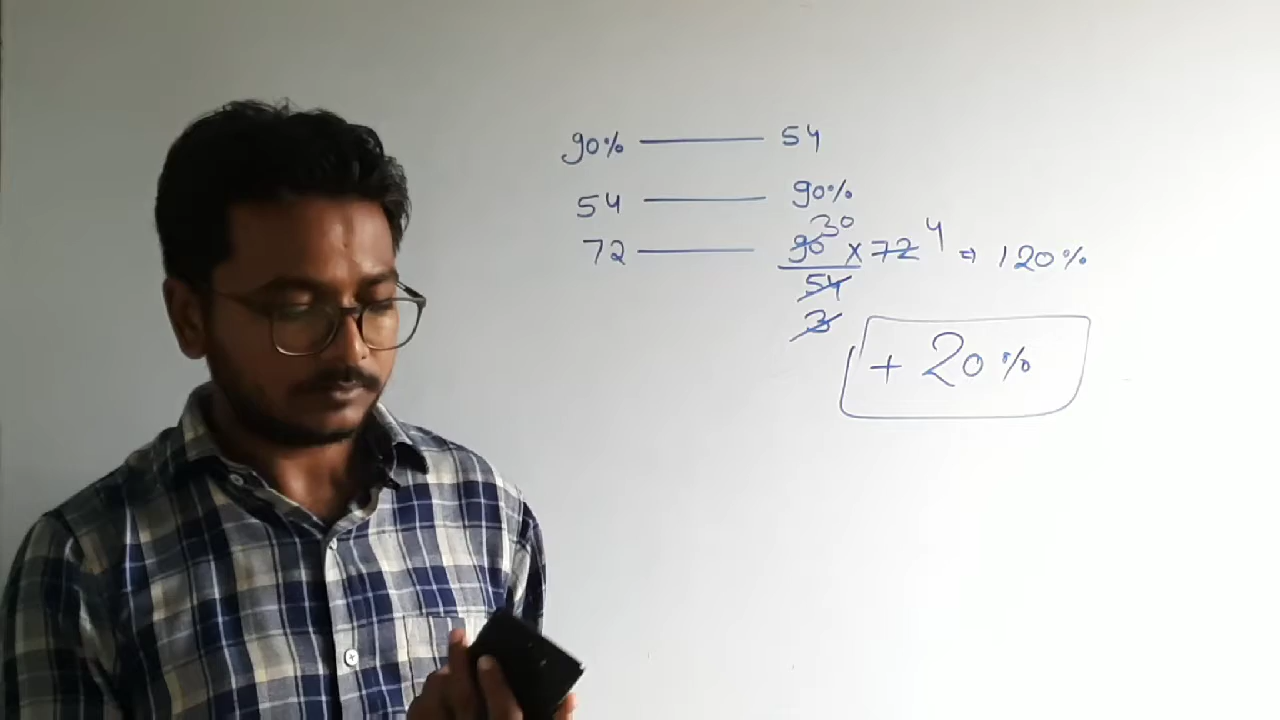 90% — 54
54 — 90%
30 4
72 — 90 × 72 ⇒ 120%
54
3
+ 20%